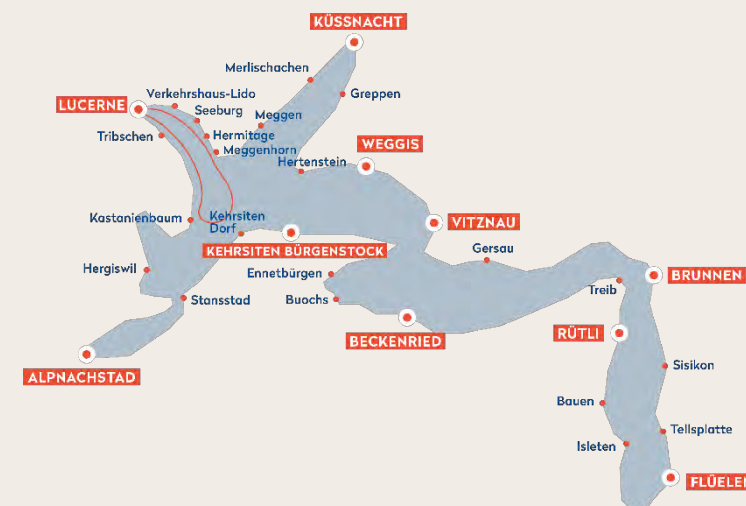 KÜSSNACHT
Merlischachen
Verkehrshaus-Lido
Greppen
LUCERNE
Seeburg
Meggen
Tribschen
Hermitage
WEGGIS
Meggenhorn
Hertenstein
Kastanienbaum
Kehrsiten
Dorf
VITZNAU
KEHRSITEN BÜRGENSTOCK
Gersau
Hergiswil
Ennetbürgen
BRUNNEN
Stansstad
Buochs
Treib
BECKENRIED
RÜTLI
ALPNACHSTAD
Sisikon
Bauen
Tellsplatte
Isleten
FLÜELEN